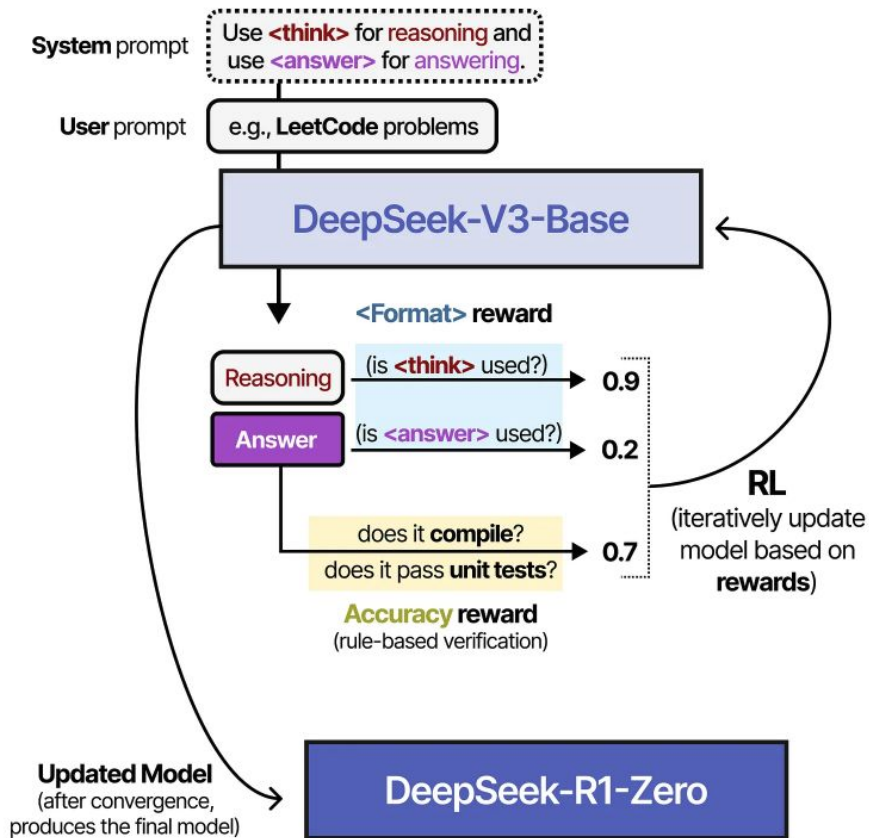 System prompt
Use <think> for reasoning and
use <answer> for answering.
User prompt
e.g., LeetCode problems
DeepSeek-V3-Base
<Format> reward
Reasoning
(is <think> used?)
0.9
Answer
(is <answer> used?)
0.2
does it compile?
does it pass unit tests?
0.7
Accuracy reward
(rule-based verification)
RL
(iteratively update
model based on
rewards)
Updated Model
(after convergence,
produces the final model)
DeepSeek-R1-Zero